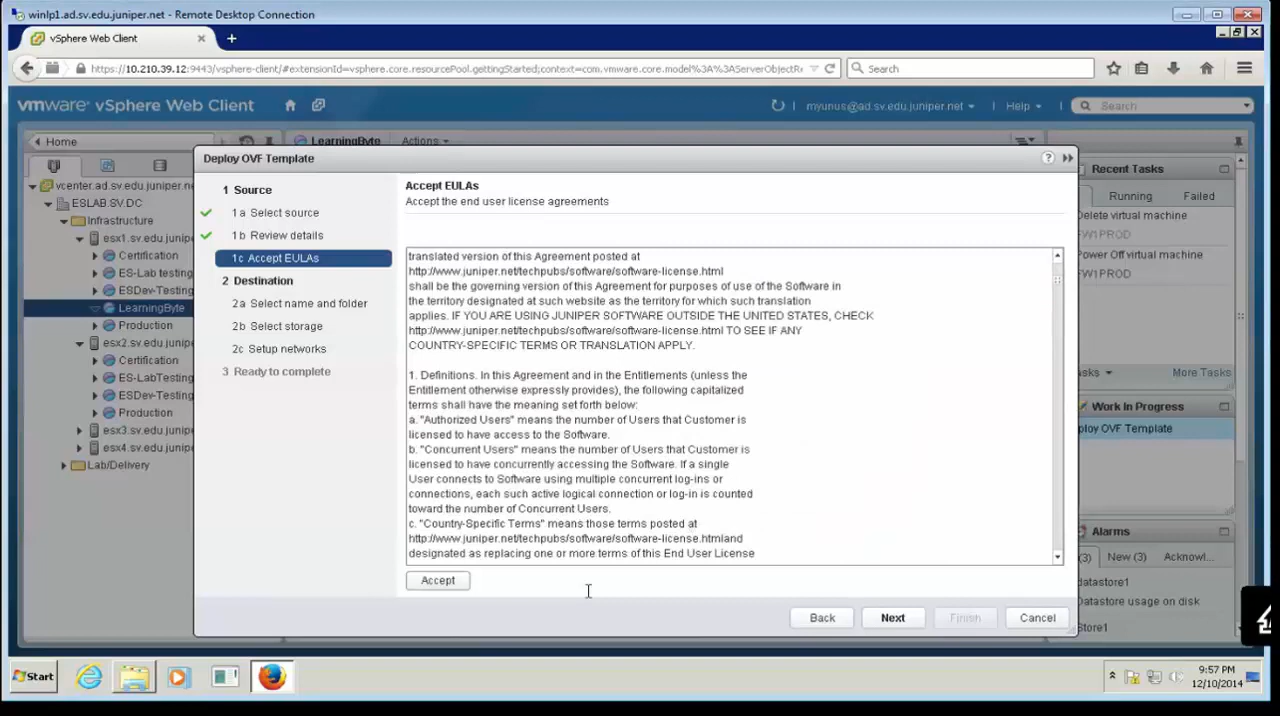 winlp1.ad.sv.edu.juniper.net - Remote Desktop Connection
vSphere Web Client
https://10.210.39.12:9443/vsphere-client/#extensionId=vsphere.core.resourcePool.gettingStarted;context=com.vmware.core.model%3A%3AServerObjectRe
Search
vmware® vSphere Web Client
myunus@ad.sv.edu.juniper.net
Help
Search
Home
LearningByte
Actions
vcenter.ad.sv.edu.juniper.n
ESLAB.SV.DC
Infrastructure
esx1.sv.edu.junipe
Certification
ES-Lab testing
ESDev-Testing
LearningByte
Production
esx2.sv.edu.junipe
Certification
ES-LabTesting
ESDev-Testing
Production
esx3.sv.edu.junipe
esx4.sv.edu.junipe
Lab/Delivery
Deploy OVF Template
1 Source
1a Select source
1b Review details
1c Accept EULAs
2 Destination
2a Select name and folder
2b Select storage
2c Setup networks
3 Ready to complete
Accept EULAs
Accept the end user license agreements
translated version of this Agreement posted at
http://www.juniper.net/techpubs/software/software-license.html
shall be the governing version of this Agreement for purposes of use of the Software in
the territory designated at such website as the territory for which such translation
applies. IF YOU ARE USING JUNIPER SOFTWARE OUTSIDE THE UNITED STATES, CHECK
http://www.juniper.net/techpubs/software/software-license.html TO SEE IF ANY
COUNTRY-SPECIFIC TERMS OR TRANSLATION APPLY.
1. Definitions. In this Agreement and in the Entitlements (unless the
Entitlement otherwise expressly provides), the following capitalized
terms shall have the meaning set forth below:
a. "Authorized Users" means the number of Users that Customer is
licensed to have access to the Software.
b. "Concurrent Users" means the number of Users that Customer is
licensed to have concurrently accessing the Software. If a single
User connects to Software using multiple concurrent log-ins or
connections, each such active logical connection or log-in is counted
toward the number of Concurrent Users.
c. "Country-Specific Terms" means those terms posted at
http://www.juniper.net/techpubs/software/software-license.htmland
designated as replacing one or more terms of this End User License
Accept
Back
Next
Finish
Cancel
Recent Tasks
Running
Failed
Delete virtual machine
FW1PROD
Power Off virtual machine
FW1PROD
asks
More Tasks
Work In Progress
ploy OVF Template
Alarms
(3)
New (3)
Acknowl...
datastore1
Datastore usage on disk
Store1
Start
9:57 PM
12/10/2014